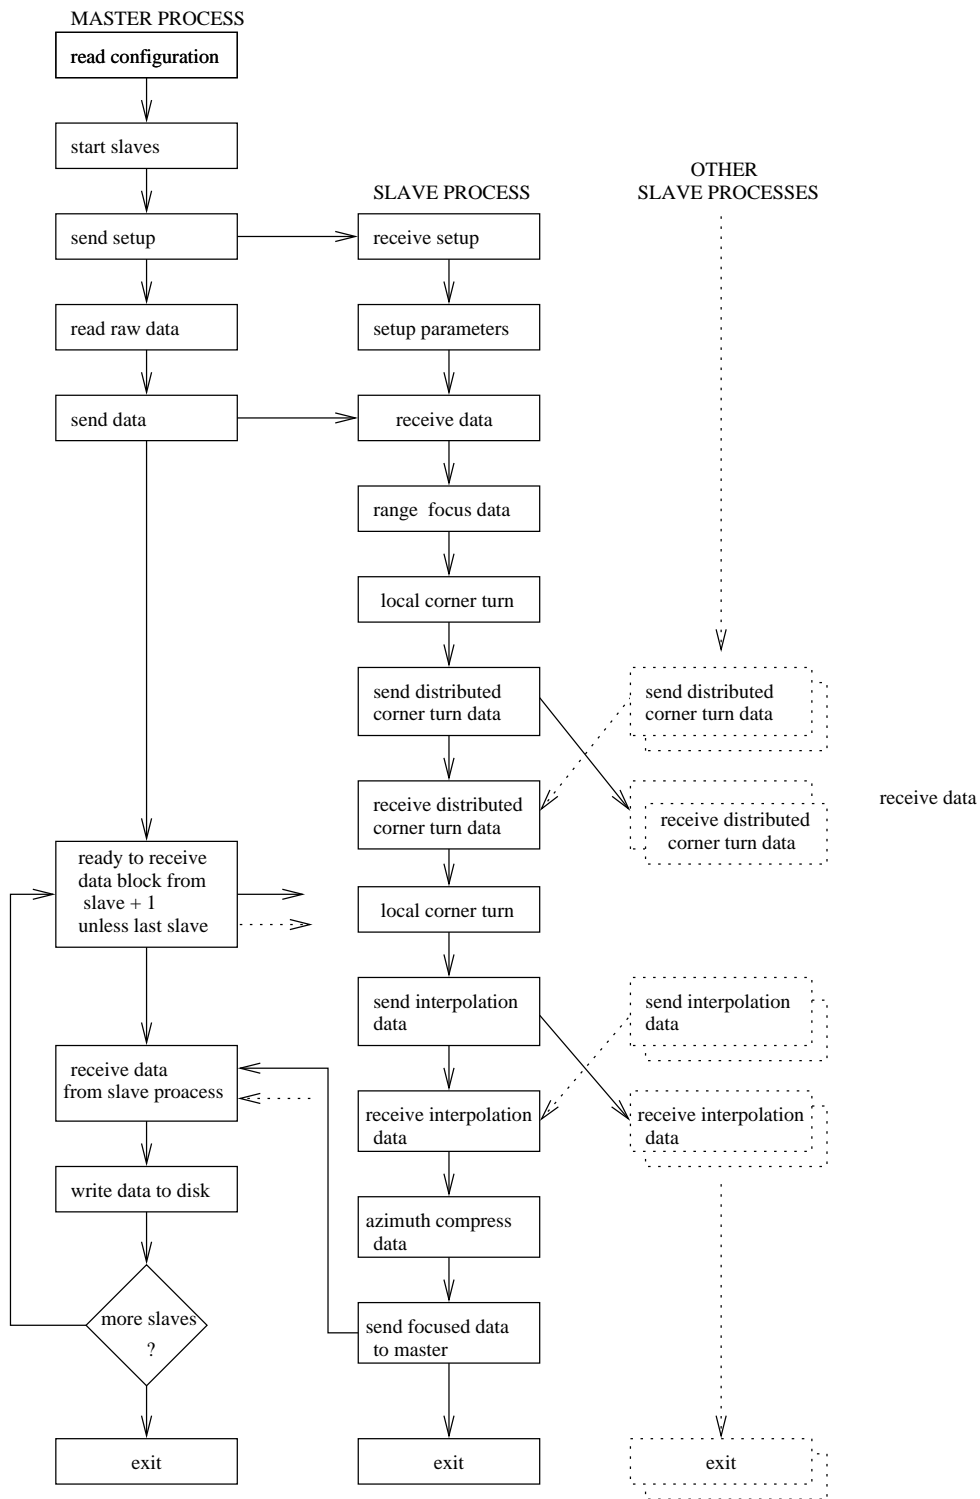 MASTER PROCESS
read configuration
start slaves
send setup
read raw data
send data
ready to receive
data block from
slave + 1
unless last slave
receive data
from slave proacess
write data to disk
more slaves
?
exit
SLAVE PROCESS
receive setup
setup parameters
receive data
range focus data
local corner turn
send distributed
corner turn data
receive distributed
corner turn data
local corner turn
send interpolation
data
receive interpolation
data
azimuth compress
data
send focused data
to master
exit
OTHER
SLAVE PROCESSES
send distributed
corner turn data
receive distributed
corner turn data
send interpolation
data
receive interpolation
data
exit
receive data